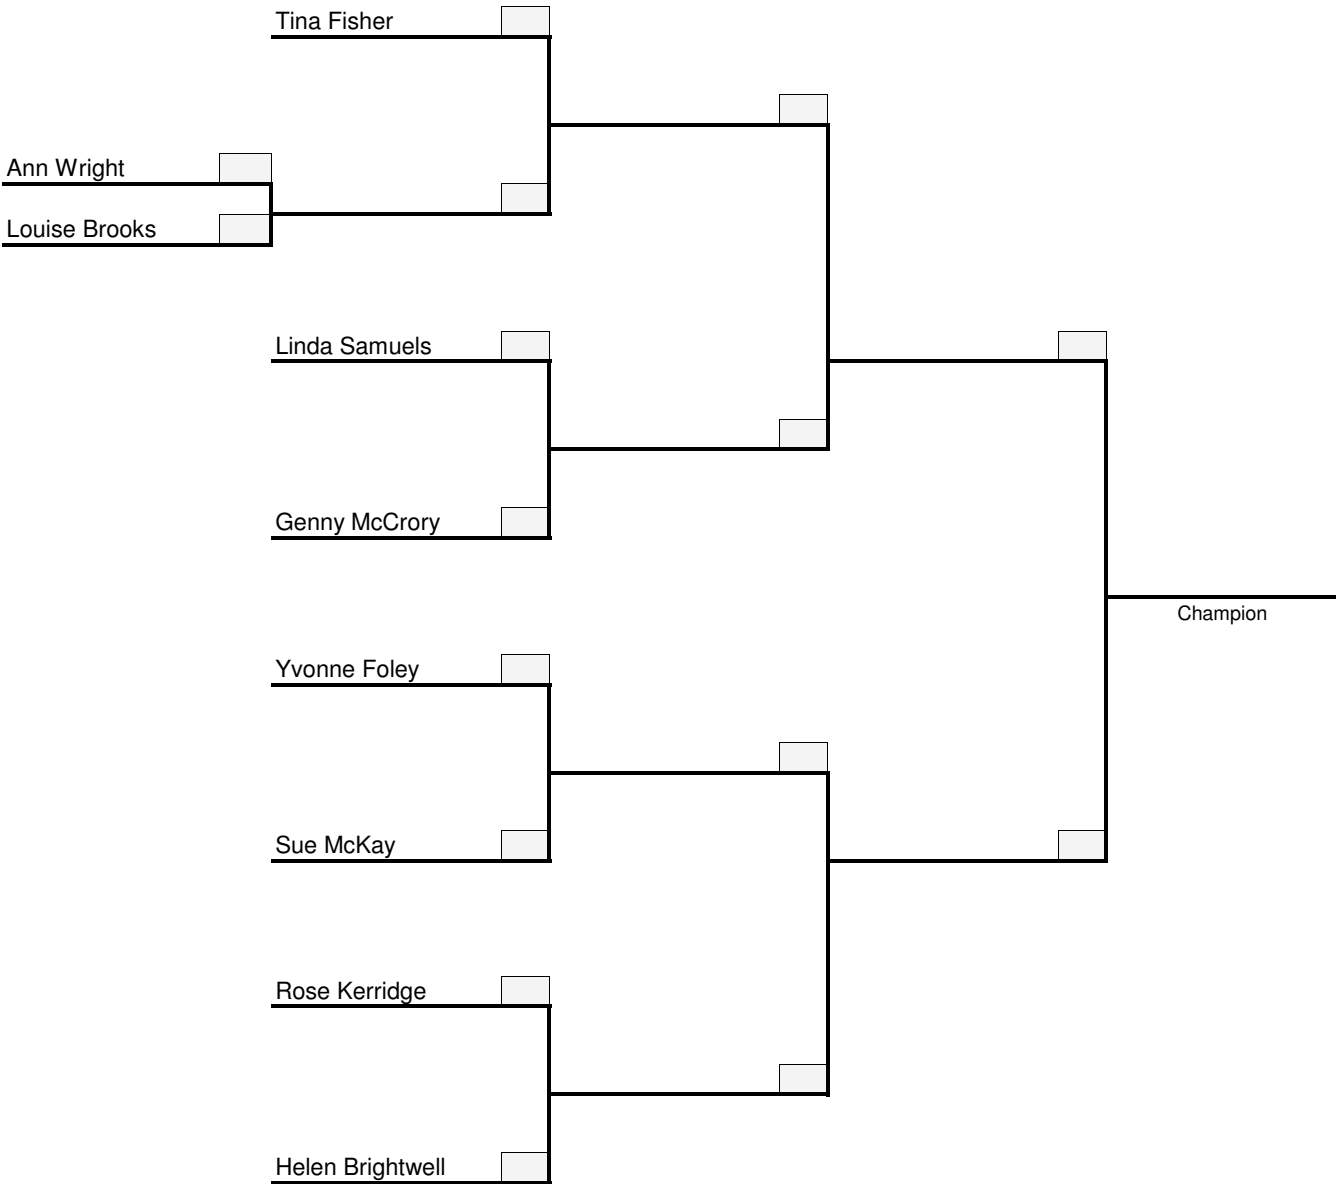 Tina Fisher
Ann Wright
Louise Brooks
Linda Samuels
Genny McCrory
Champion
Yvonne Foley
Sue McKay
Rose Kerridge
Helen Brightwell